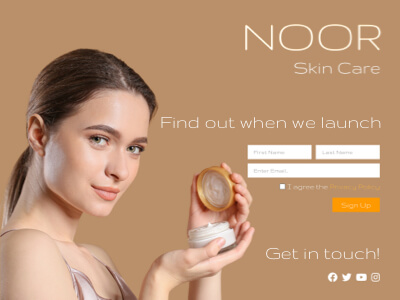 NOOR
Skin Care
Find out when we launch
First Name Last Name
Enter Email
I agree the Privacy Policy
Sign Up
Get in touch!